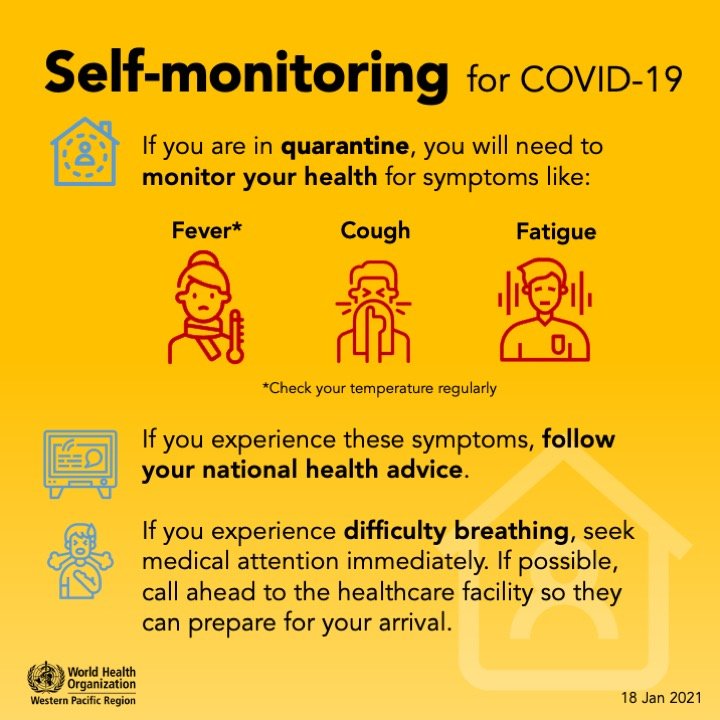 Self-monitoring for COVID-19
If you are in quarantine, you will need to
monitor your health for symptoms like:
Fever* Cough Fatigue
*Check your temperature regularly
If you experience these symptoms, follow
your national health advice.
If you experience difficulty breathing, seek
medical attention immediately. If possible,
call ahead to the healthcare facility so they
can prepare for your arrival.
World Health
Organization
Western Pacific Region
18 Jan 2021